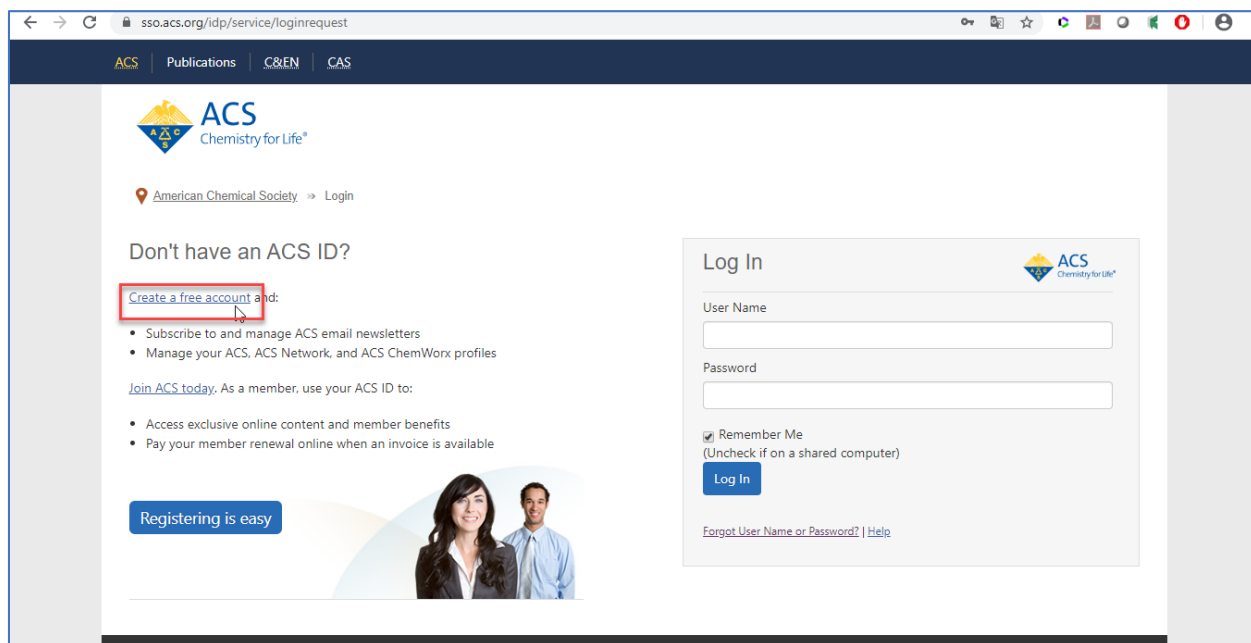 sso.acs.org/idp/service/loginrequest
ACS Publications C&EN CAS
ACS
Chemistry for Life®
A C S
American Chemical Society » Login
Don't have an ACS ID?
Create a free account and:
• Subscribe to and manage ACS email newsletters
• Manage your ACS, ACS Network, and ACS ChemWorx profiles
Join ACS today. As a member, use your ACS ID to:
• Access exclusive online content and member benefits
• Pay your member renewal online when an invoice is available
Registering is easy
Log In
ACS
Chemistry for Life®
User Name
Password
Remember Me
(Uncheck if on a shared computer)
Log In
Forgot User Name or Password? | Help